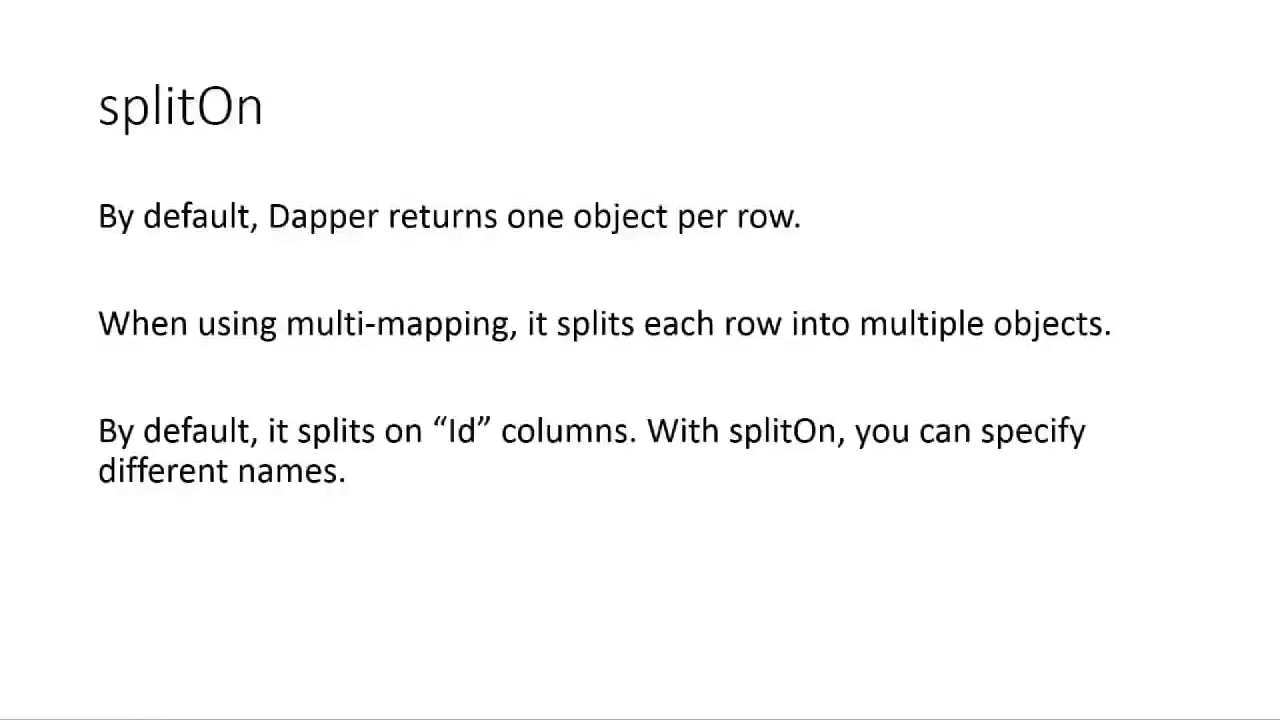 splitOn
By default, Dapper returns one object per row.
When using multi-mapping, it splits each row into multiple objects.
By default, it splits on “Id” columns. With splitOn, you can specify
different names.